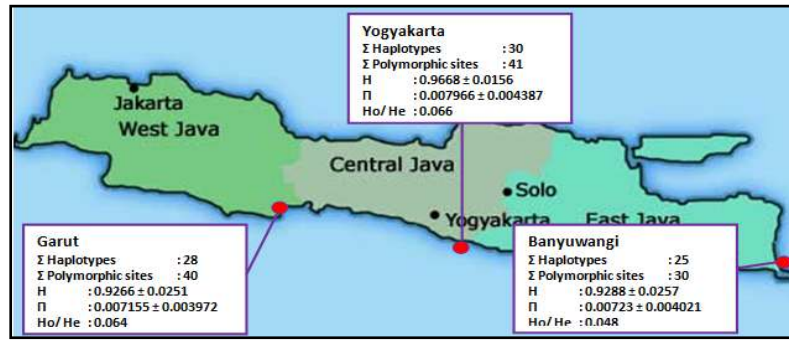 Yogyakarta
Σ Haplotypes : 30
Σ Polymorphic sites : 41
H : 0.9668 ± 0.0156
Π : 0.007966 ± 0.004387
Ho/ He : 0.066
Jakarta
West Java
Central Java
Solo
Yogyakarta
East Java
Garut
Σ Haplotypes : 28
Σ Polymorphic sites : 40
H : 0.9266 ± 0.0251
Π : 0.007155 ± 0.003972
Ho/ He : 0.064
Banyuwangi
Σ Haplotypes : 25
Σ Polymorphic sites : 30
H : 0.9288 ± 0.0257
Π : 0.00723 ± 0.004021
Ho/ He : 0.048